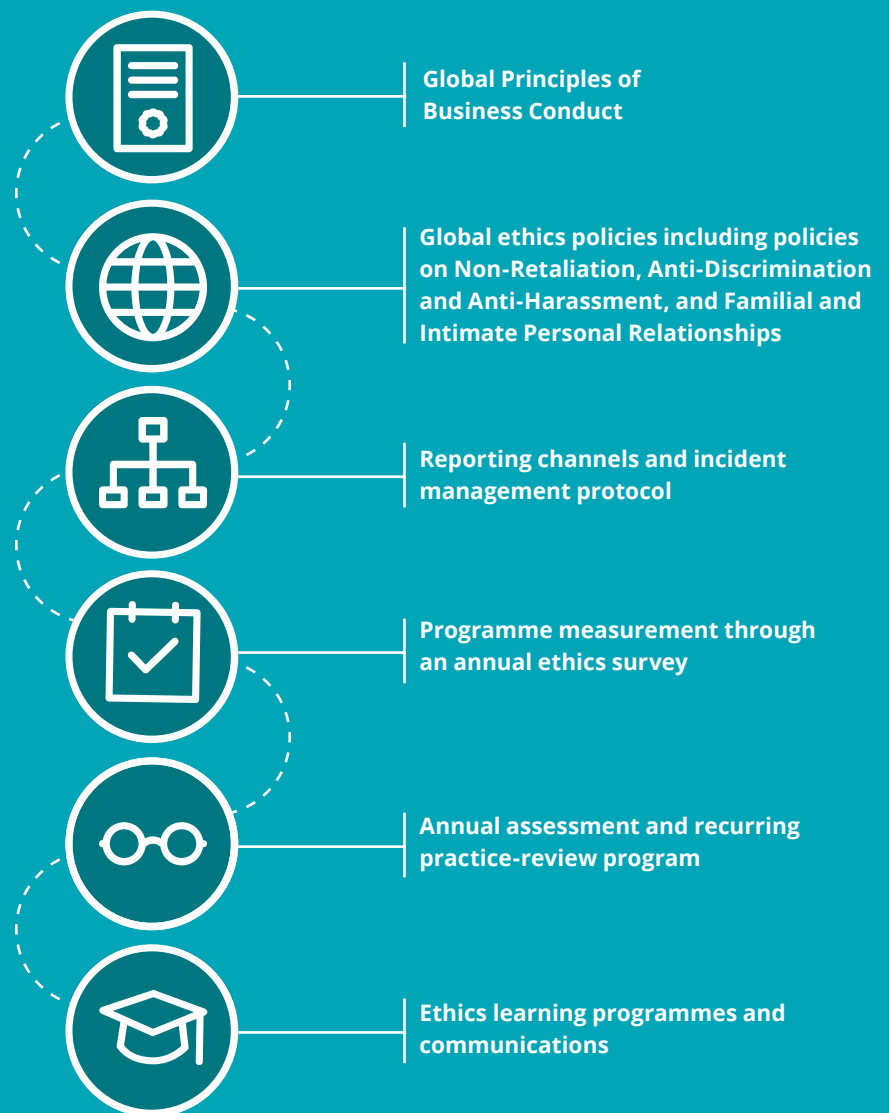 Global Principles of
Business Conduct
Global ethics policies including policies
on Non-Retaliation, Anti-Discrimination
and Anti-Harassment, and Familial and
Intimate Personal Relationships
Reporting channels and incident
management protocol
Programme measurement through
an annual ethics survey
Annual assessment and recurring
practice-review program
Ethics learning programmes and
communications